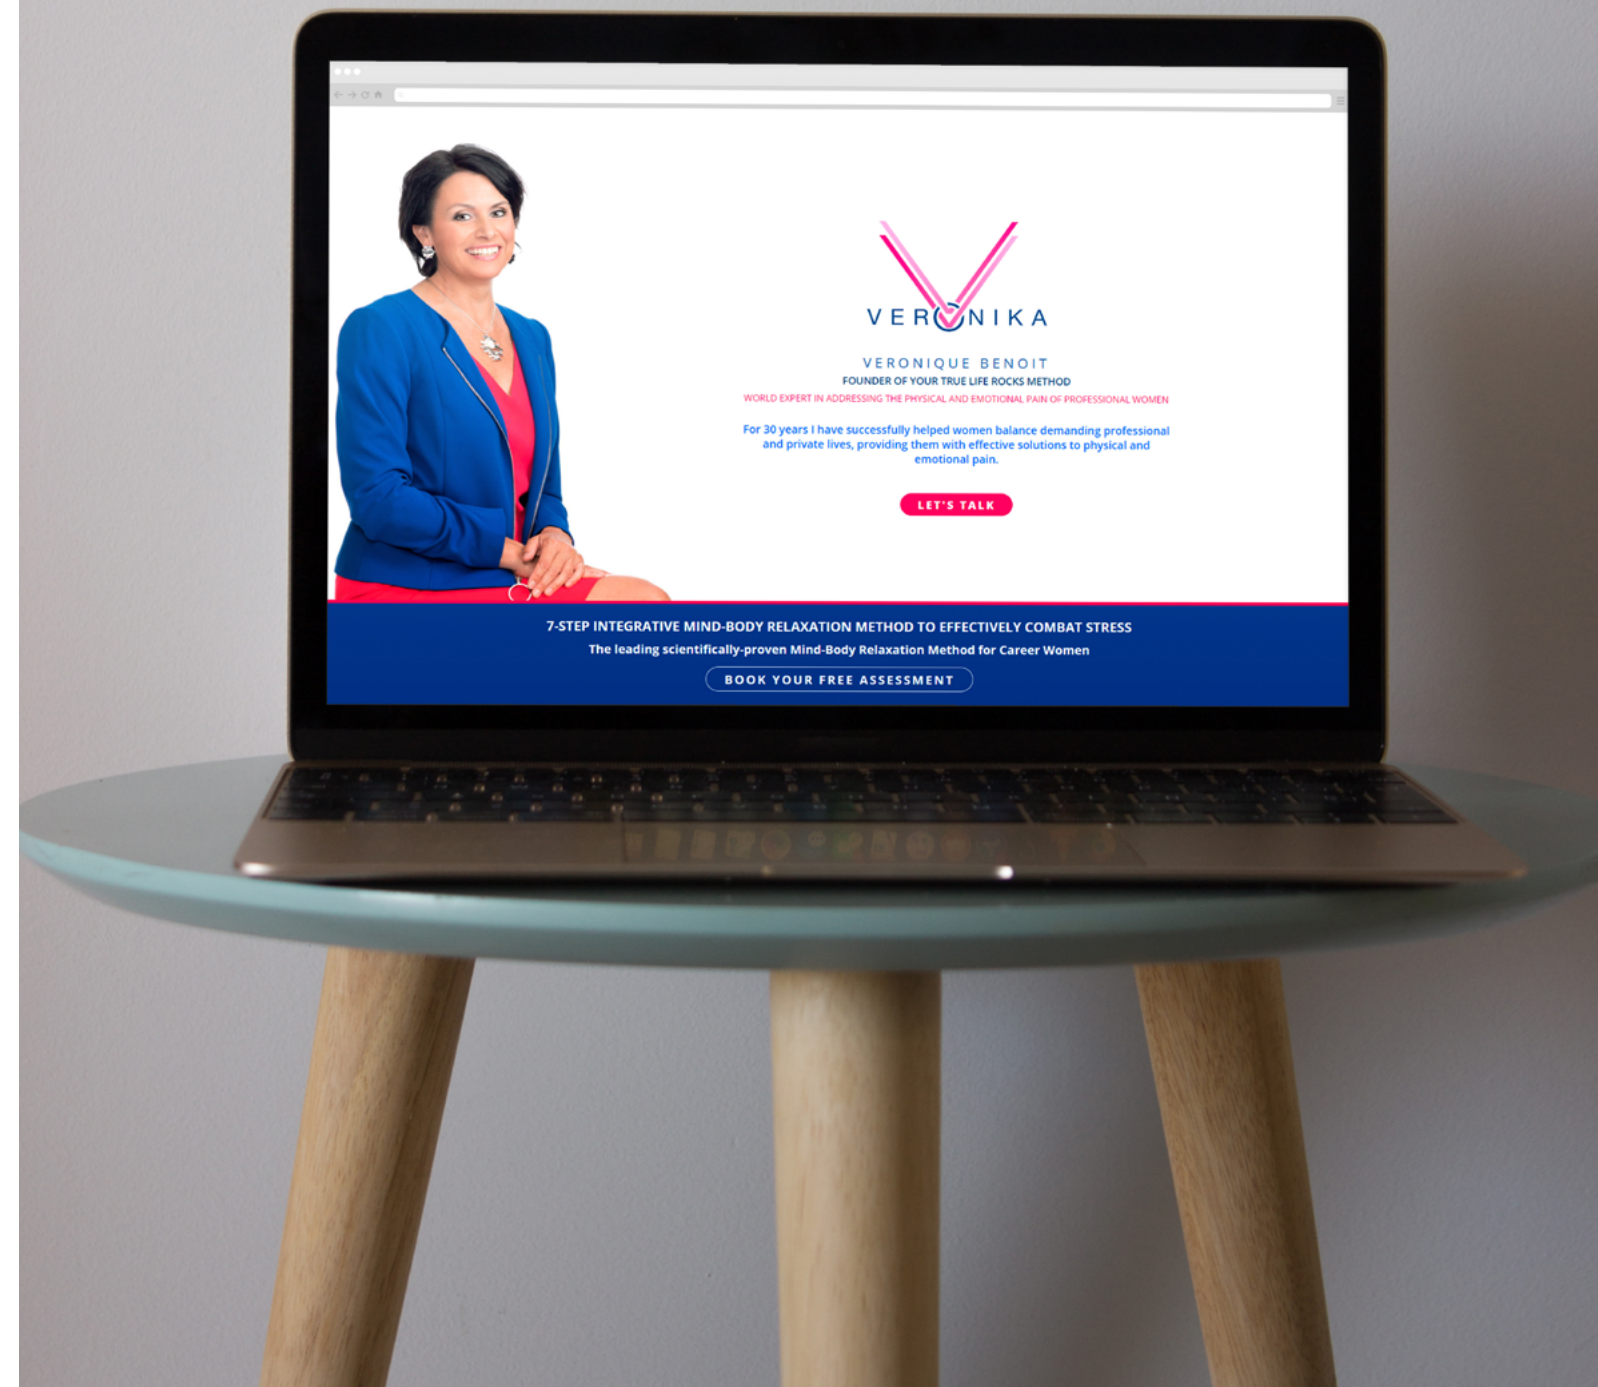 VERONIKA
VERONIQUE BENOIT
FOUNDER OF YOUR TRUE LIFE ROCKS METHOD
WORLD EXPERT IN ADDRESSING THE PHYSICAL AND EMOTIONAL PAIN OF PROFESSIONAL WOMEN
For 30 years I have successfully helped women balance demanding professional
and private lives, providing them with effective solutions to physical and
emotional pain.
LET'S TALK
7-STEP INTEGRATIVE MIND-BODY RELAXATION METHOD TO EFFECTIVELY COMBAT STRESS
The leading scientifically-proven Mind-Body Relaxation Method for Career Women
BOOK YOUR FREE ASSESSMENT